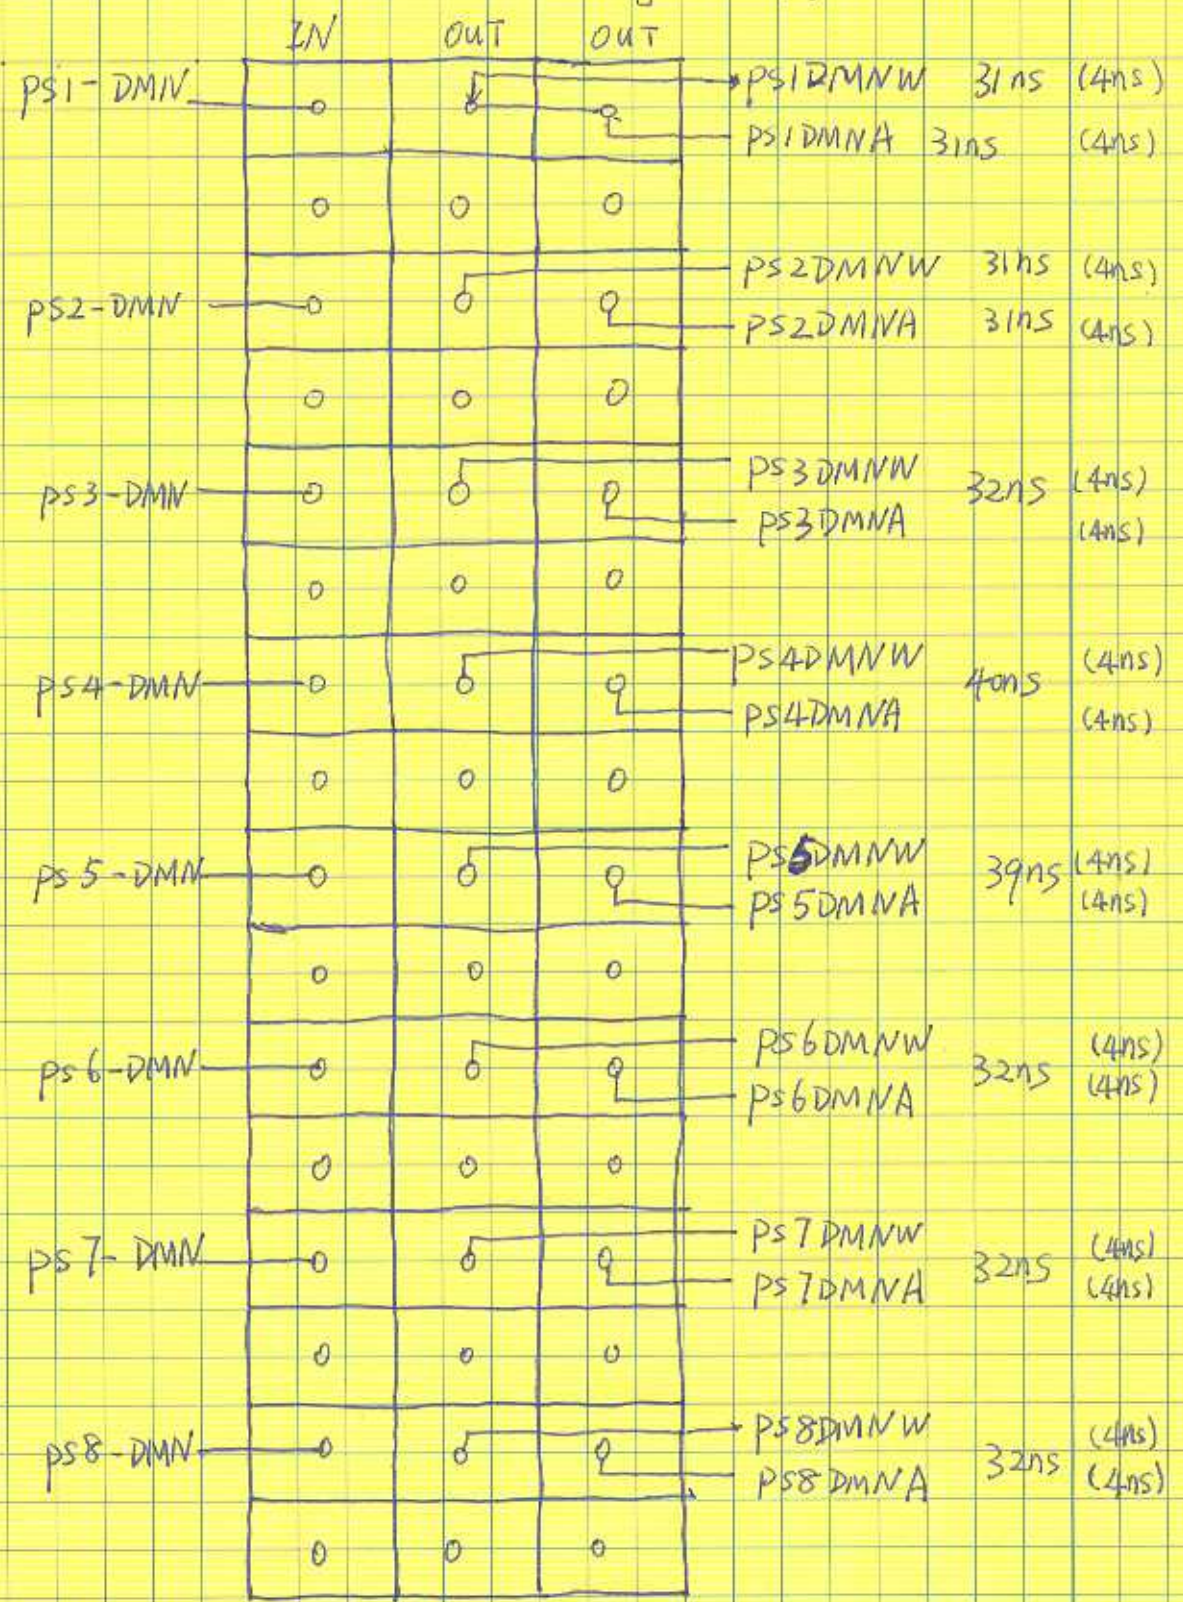 IN OUT OUT
PS1-DMN PS1DMNW 31ns (4ns)
PS1DMNA 31ns (4ns)
PS2-DMN PS2DMNW 31ns (4ns)
PS2DMNA 31ns (4ns)
PS3-DMN PS3DMNW 32ns (4ns)
PS3DMNA (4ns)
PS4-DMN PS4DMNW 40ns (4ns)
PS4DMNA (4ns)
PS5-DMN PS5DMNW 39ns (4ns)
PS5DMNA (4ns)
PS6-DMN PS6DMNW 32ns (4ns)
PS6DMNA (4ns)
PS7-DMN PS7DMNW 32ns (4ns)
PS7DMNA (4ns)
PS8-DMN PS8DMNW 32ns (4ns)
PS8DMNA (4ns)